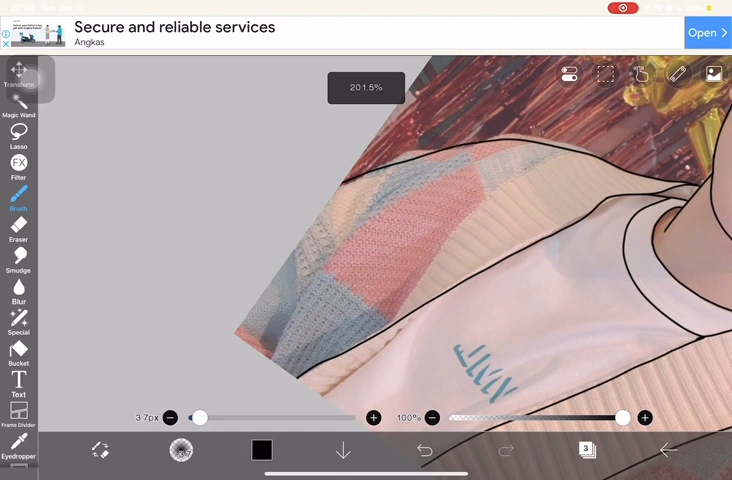 Secure and reliable services
Angkas
Open
201.5%
Transform
Magic Wand
Lasso
FX
Filter
Brush
Eraser
Smudge
Blur
Special
Bucket
T
Text
Frame Divider
Eyedropper
3.7px
100%
3